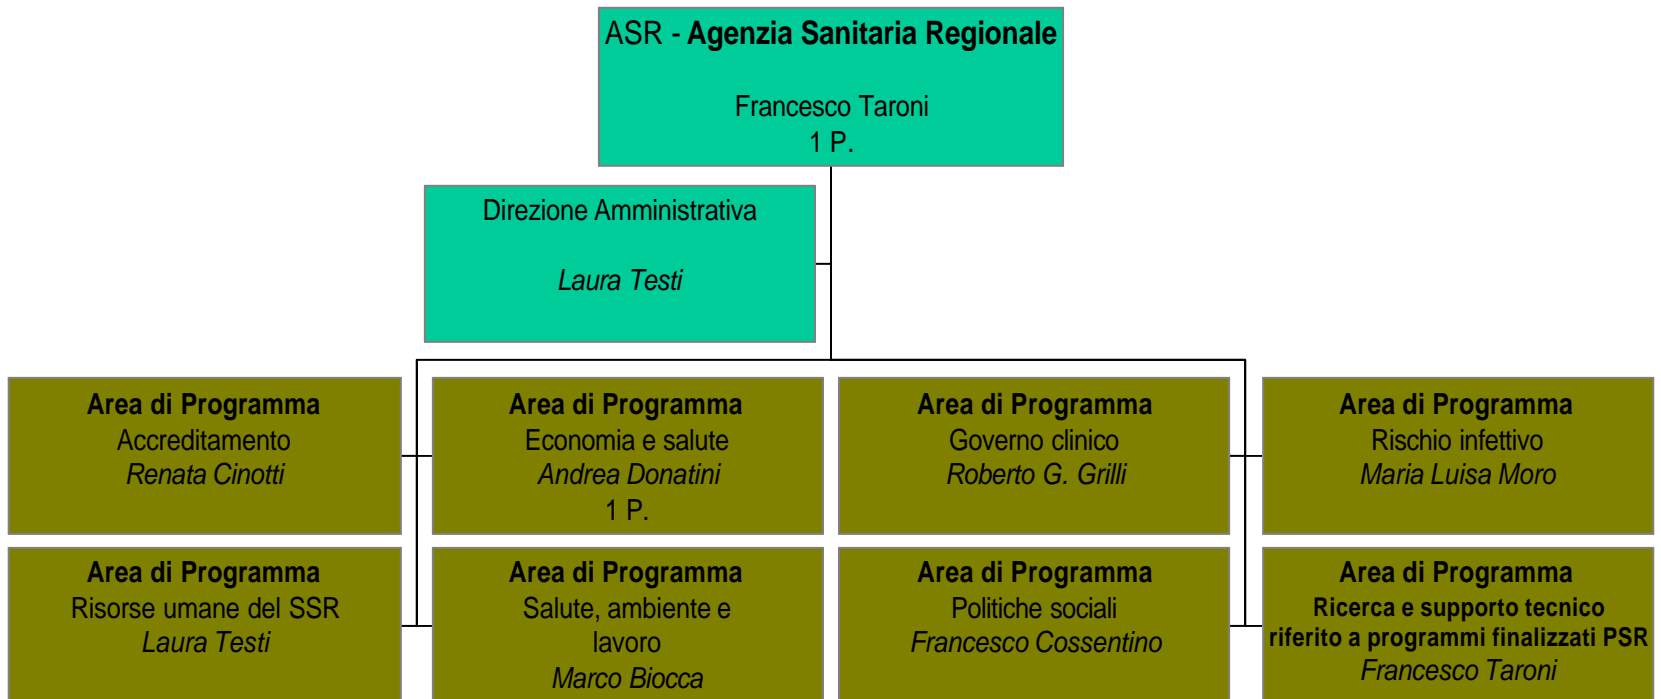 ASR - Agenzia Sanitaria Regionale
Francesco Taroni
1 P.
Direzione Amministrativa
Laura Testi
Area di Programma
Accreditamento
Renata Cinotti
Area di Programma
Economia e salute
Andrea Donatini
1 P.
Area di Programma
Governo clinico
Roberto G. Grilli
Area di Programma
Rischio infettivo
Maria Luisa Moro
Area di Programma
Risorse umane del SSR
Laura Testi
Area di Programma
Salute, ambiente e
lavoro
Marco Biocca
Area di Programma
Politiche sociali
Francesco Cossentino
Area di Programma
Ricerca e supporto tecnico
riferito a programmi finalizzati PSR
Francesco Taroni